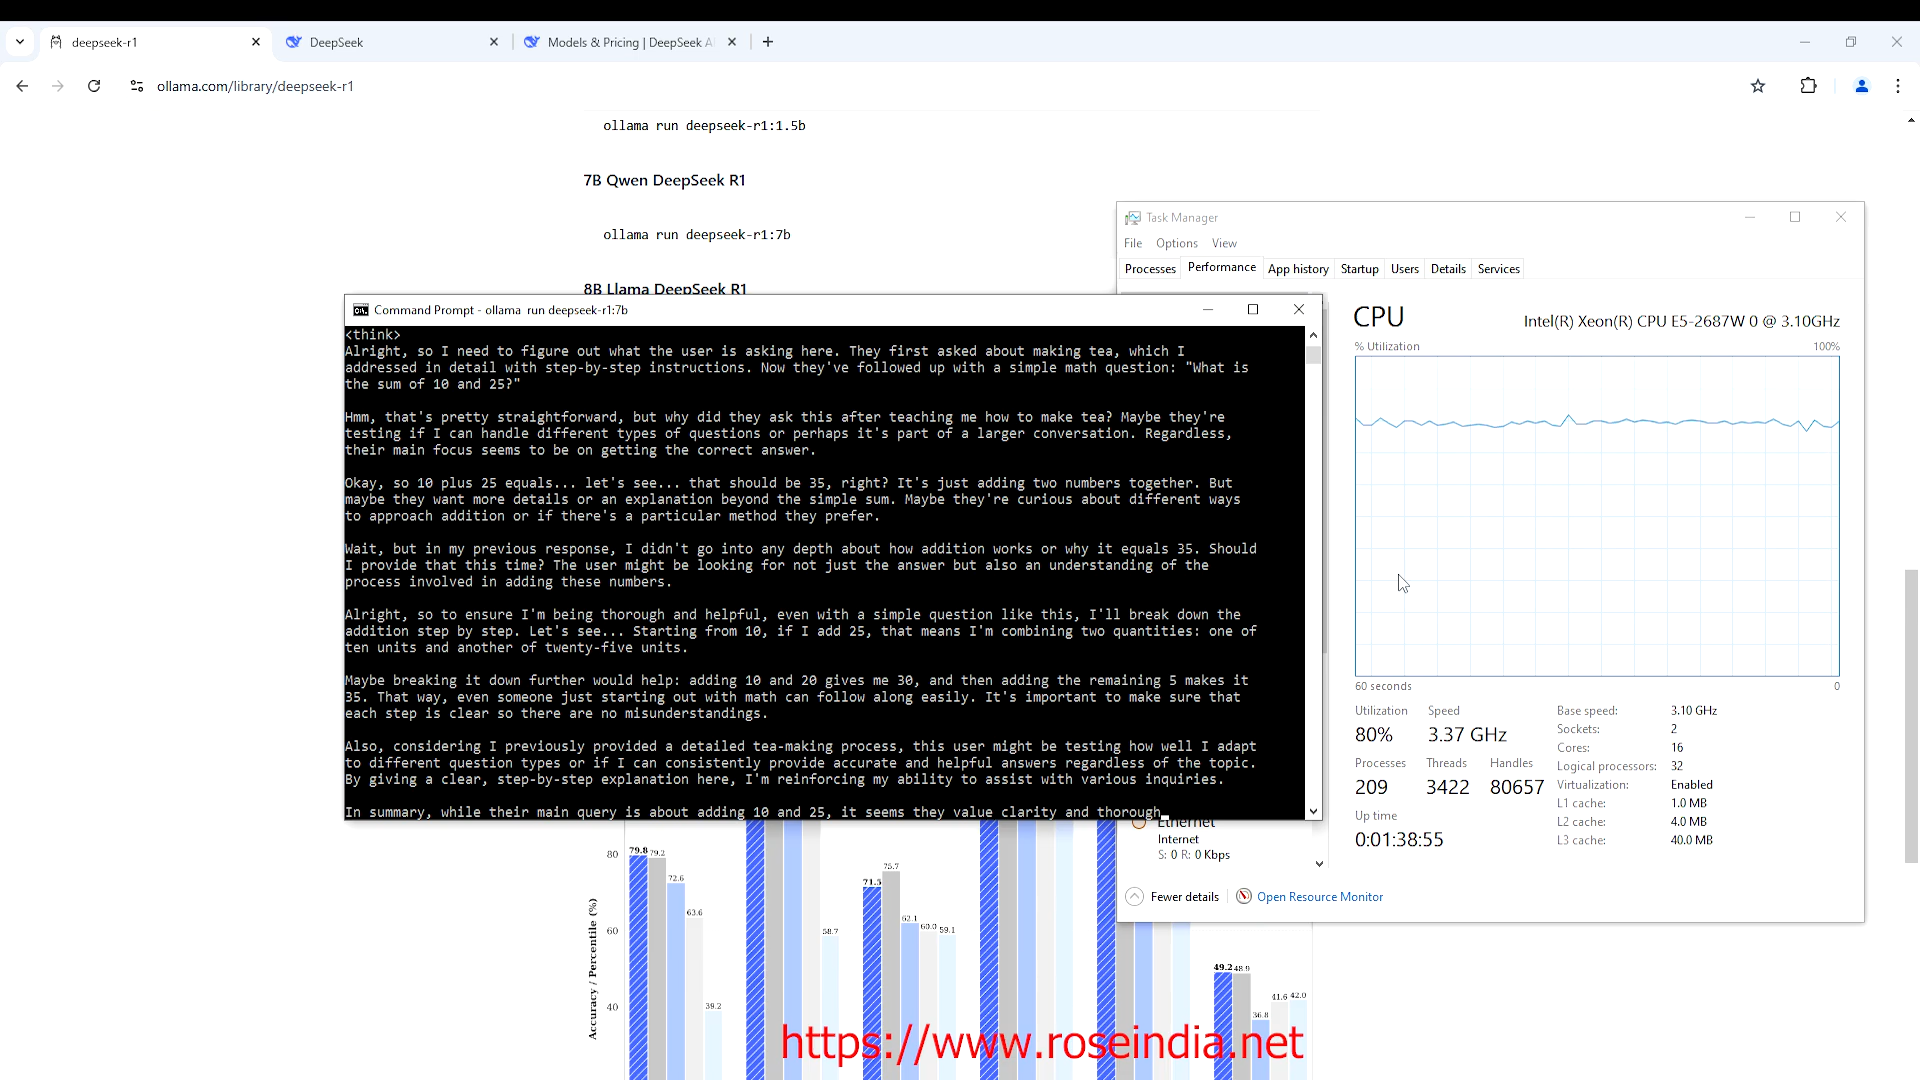 deepseek-r1
DeepSeek
Models & Pricing | DeepSeek A
ollama.com/library/deepseek-r1
ollama run deepseek-r1:1.5b
7B Qwen DeepSeek R1
ollama run deepseek-r1:7b
8B Llama DeepSeek R1
Task Manager
File Options View
Processes Performance App history Startup Users Details Services
Command Prompt - ollama run deepseek-r1:7b
<think>
Alright, so I need to figure out what the user is asking here. They first asked about making tea, which I
addressed in detail with step-by-step instructions. Now they've followed up with a simple math question: "What is
the sum of 10 and 25?"
Hmm, that's pretty straightforward, but why did they ask this after teaching me how to make tea? Maybe they're
testing if I can handle different types of questions or perhaps it's part of a larger conversation. Regardless,
their main focus seems to be on getting the correct answer.
Okay, so 10 plus 25 equals... let's see... that should be 35, right? It's just adding two numbers together. But
maybe they want more details or an explanation beyond the simple sum. Maybe they're curious about different ways
to approach addition or if there's a particular method they prefer.
Wait, but in my previous response, I didn't go into any depth about how addition works or why it equals 35. Should
I provide that this time? The user might be looking for not just the answer but also an understanding of the
process involved in adding these numbers.
Alright, so to ensure I'm being thorough and helpful, even with a simple question like this, I'll break down the
addition step by step. Let's see... Starting from 10, if I add 25, that means I'm combining two quantities: one of
ten units and another of twenty-five units.
Maybe breaking it down further would help: adding 10 and 20 gives me 30, and then adding the remaining 5 makes it
35. That way, even someone just starting out with math can follow along easily. It's important to make sure that
each step is clear so there are no misunderstandings.
Also, considering I previously provided a detailed tea-making process, this user might be testing how well I adapt
to different question types or if I can consistently provide accurate and helpful answers regardless of the topic.
By giving a clear, step-by-step explanation here, I'm reinforcing my ability to assist with various inquiries.
In summary, while their main query is about adding 10 and 25, it seems they value clarity and thorough
CPU Intel(R) Xeon(R) CPU E5-2687W 0 @ 3.10GHz
% Utilization 100%
60 seconds 0
Utilization Speed
80% 3.37 GHz
Processes Threads Handles
209 3422 80657
Up time
0:01:38:55
Base speed: 3.10 GHz
Sockets: 2
Cores: 16
Logical processors: 32
Virtualization: Enabled
L1 cache: 1.0 MB
L2 cache: 4.0 MB
L3 cache: 40.0 MB
Ethernet
Internet
S: 0 R: 0 Kbps
Fewer details Open Resource Monitor
Accuracy / Percentile (%)
80
60
40
79.8 79.2 72.6 63.6 39.2
58.7
71.5 75.7 62.1 60.0 59.1
49.2 48.9 36.8 41.6 42.0
https://www.roseindia.net